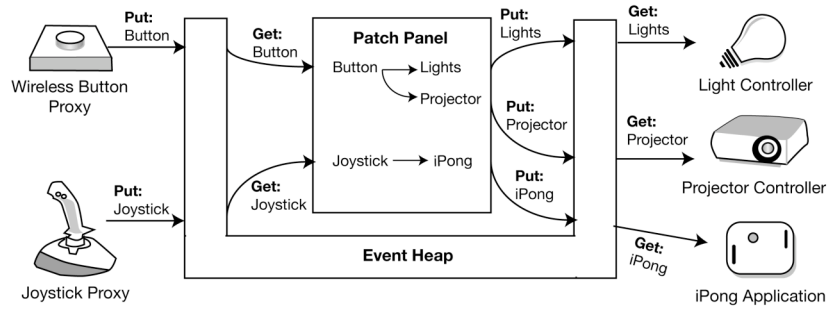 Put:
Button
Wireless Button
Proxy
Get:
Button
Patch Panel
Button
Lights
Projector
Joystick
iPong
Put:
Lights
Get:
Lights
Light Controller
Put:
Projector
Get:
Projector
Projector Controller
Put:
Joystick
Joystick Proxy
Get:
Joystick
Put:
iPong
Get:
iPong
iPong Application
Event Heap